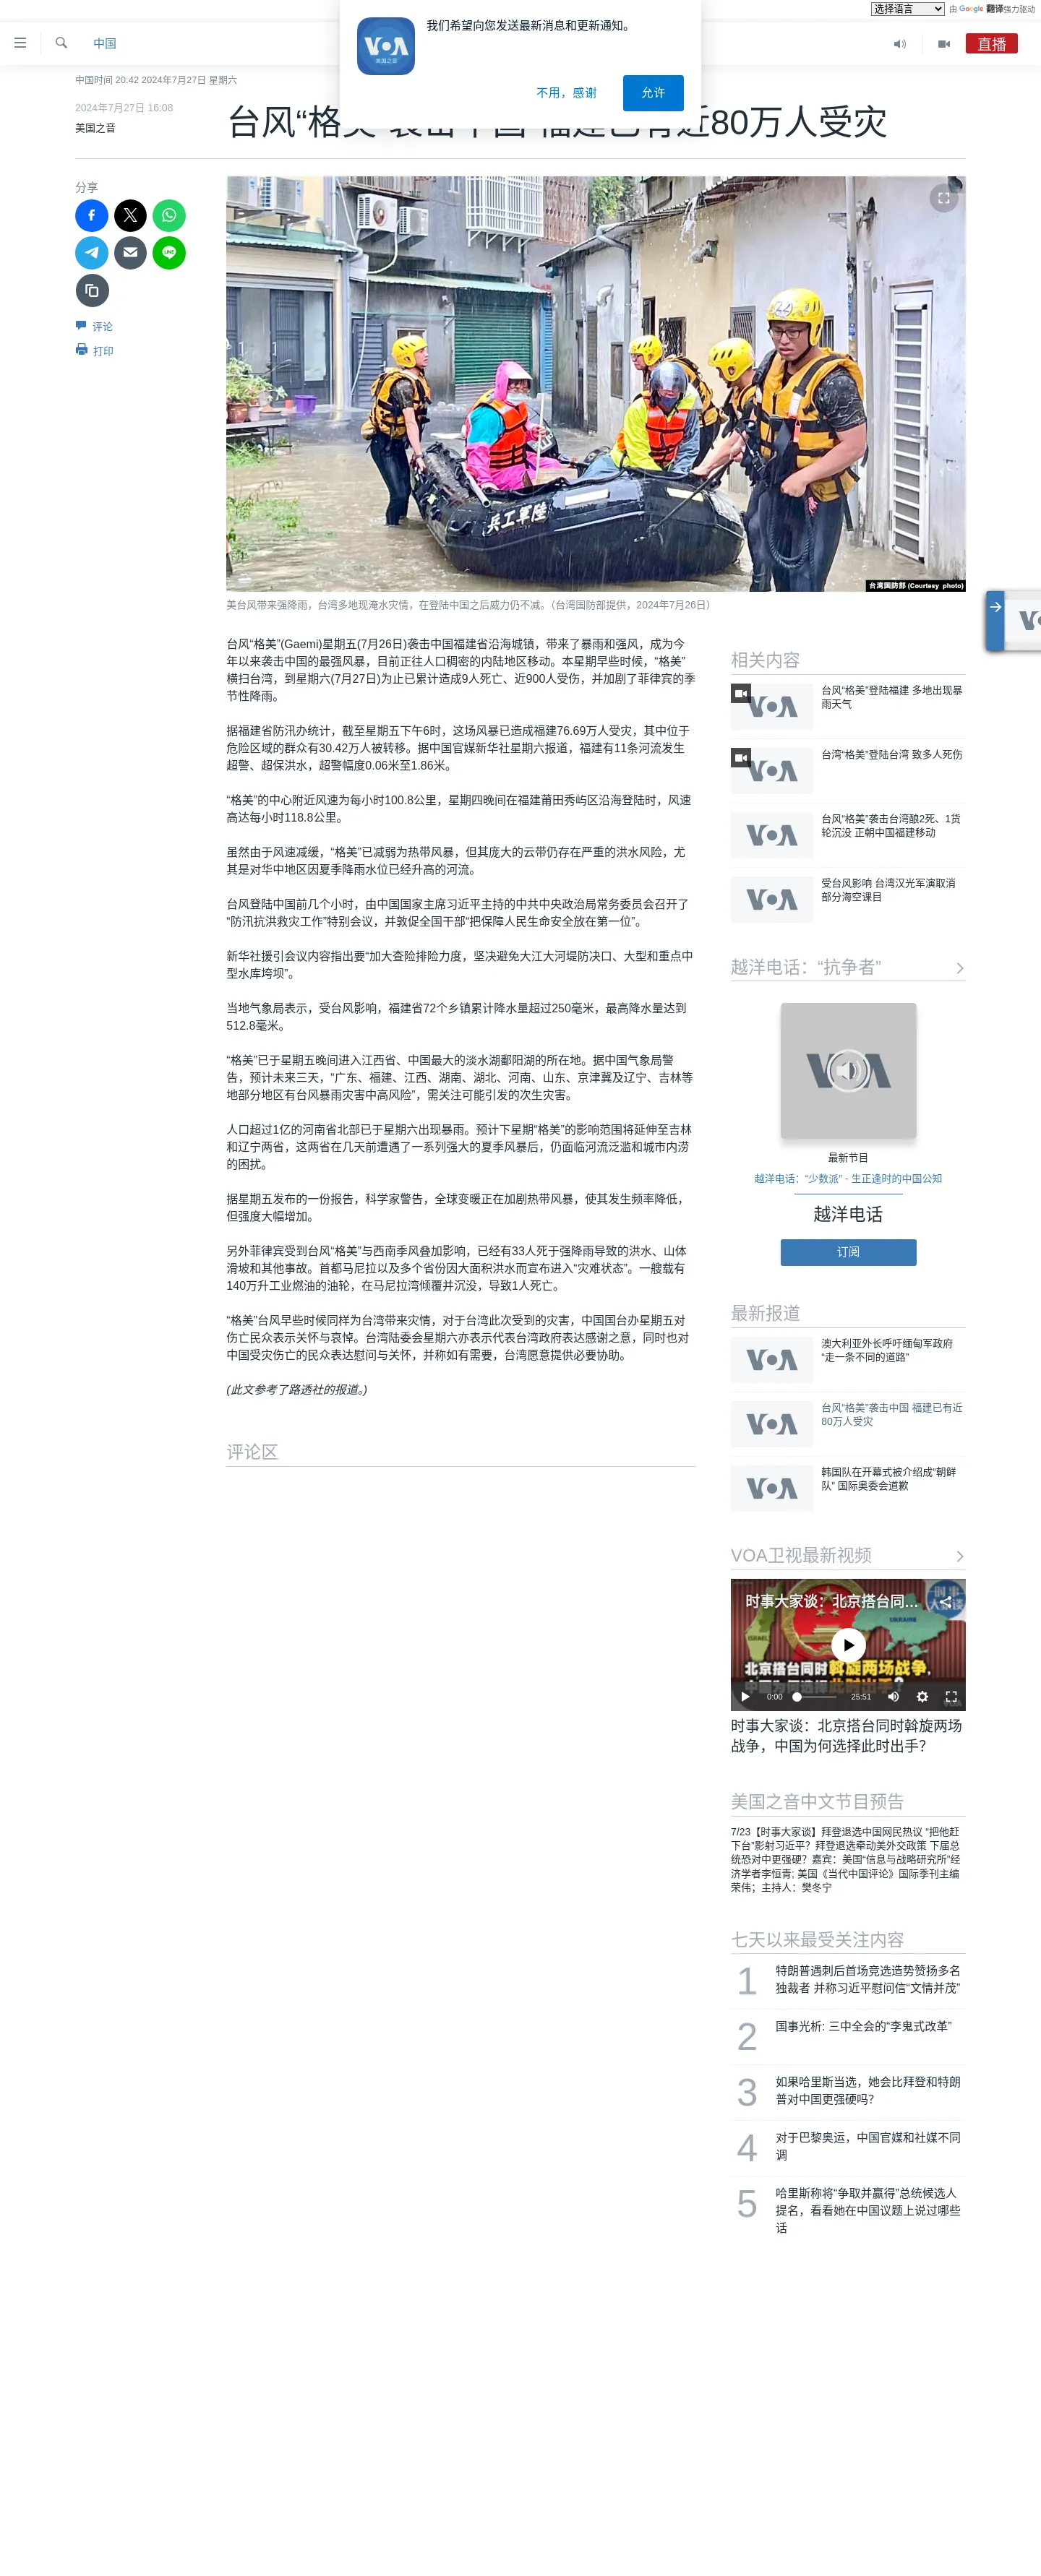 选择语言
由 Google 翻译强力驱动
我们希望向您发送最新消息和更新通知。
VOA
美国之音
不用，感谢
允许
中国
直播
中国时间 20:42 2024年7月27日 星期六
2024年7月27日 16:08
美国之音
台风“格美”袭击中国 福建已有近80万人受灾
分享
评论
打印
陸軍工兵
台湾国防部 (Courtesy photo)
美台风带来强降雨，台湾多地现淹水灾情，在登陆中国之后威力仍不减。（台湾国防部提供，2024年7月26日）
台风“格美”(Gaemi)星期五(7月26日)袭击中国福建省沿海城镇，带来了暴雨和强风，成为今
年以来袭击中国的最强风暴，目前正往人口稠密的内陆地区移动。本星期早些时候，“格美”
横扫台湾，到星期六(7月27日)为止已累计造成9人死亡、近900人受伤，并加剧了菲律宾的季
节性降雨。
据福建省防汛办统计，截至星期五下午6时，这场风暴已造成福建76.69万人受灾，其中位于
危险区域的群众有30.42万人被转移。据中国官媒新华社星期六报道，福建有11条河流发生
超警、超保洪水，超警幅度0.06米至1.86米。
“格美”的中心附近风速为每小时100.8公里，星期四晚间在福建莆田秀屿区沿海登陆时，风速
高达每小时118.8公里。
虽然由于风速减缓，“格美”已减弱为热带风暴，但其庞大的云带仍存在严重的洪水风险，尤
其是对华中地区因夏季降雨水位已经升高的河流。
台风登陆中国前几个小时，由中国国家主席习近平主持的中共中央政治局常务委员会召开了
“防汛抗洪救灾工作”特别会议，并敦促全国干部“把保障人民生命安全放在第一位”。
新华社援引会议内容指出要“加大查险排险力度，坚决避免大江大河堤防决口、大型和重点中
型水库垮坝”。
当地气象局表示，受台风影响，福建省72个乡镇累计降水量超过250毫米，最高降水量达到
512.8毫米。
“格美”已于星期五晚间进入江西省、中国最大的淡水湖鄱阳湖的所在地。据中国气象局警
告，预计未来三天，“广东、福建、江西、湖南、湖北、河南、山东、京津冀及辽宁、吉林等
地部分地区有台风暴雨灾害中高风险”，需关注可能引发的次生灾害。
人口超过1亿的河南省北部已于星期六出现暴雨。预计下星期“格美”的影响范围将延伸至吉林
和辽宁两省，这两省在几天前遭遇了一系列强大的夏季风暴后，仍面临河流泛滥和城市内涝
的困扰。
据星期五发布的一份报告，科学家警告，全球变暖正在加剧热带风暴，使其发生频率降低，
但强度大幅增加。
另外菲律宾受到台风“格美”与西南季风叠加影响，已经有33人死于强降雨导致的洪水、山体
滑坡和其他事故。首都马尼拉以及多个省份因大面积洪水而宣布进入“灾难状态”。一艘载有
140万升工业燃油的油轮，在马尼拉湾倾覆并沉没，导致1人死亡。
“格美”台风早些时候同样为台湾带来灾情，对于台湾此次受到的灾害，中国国台办星期五对
伤亡民众表示关怀与哀悼。台湾陆委会星期六亦表示代表台湾政府表达感谢之意，同时也对
中国受灾伤亡的民众表达慰问与关怀，并称如有需要，台湾愿意提供必要协助。
(此文参考了路透社的报道。)
评论区
相关内容
台风“格美”登陆福建 多地出现暴
雨天气
台湾“格美”登陆台湾 致多人死伤
台风“格美”袭击台湾酿2死、1货
轮沉没 正朝中国福建移动
受台风影响 台湾汉光军演取消
部分海空课目
越洋电话：“抗争者”
VOA
最新节目
越洋电话：“少数派” - 生正逢时的中国公知
越洋电话
订阅
最新报道
澳大利亚外长呼吁缅甸军政府
“走一条不同的道路”
台风“格美”袭击中国 福建已有近
80万人受灾
韩国队在开幕式被介绍成“朝鲜
队” 国际奥委会道歉
VOA卫视最新视频
时事大家谈：北京搭台同…
时事
大家谈
ISRAEL
UKRAINE
北京搭台同时斡旋两场战争，
中国为何选择此时出手？
0:00
25:51
时事大家谈：北京搭台同时斡旋两场
战争，中国为何选择此时出手？
美国之音中文节目预告
7/23【时事大家谈】拜登退选中国网民热议 “把他赶
下台”影射习近平？拜登退选牵动美外交政策 下届总
统恐对中更强硬？嘉宾：美国“信息与战略研究所”经
济学者李恒青; 美国《当代中国评论》国际季刊主编
荣伟；主持人：樊冬宁
七天以来最受关注内容
1
特朗普遇刺后首场竞选造势赞扬多名
独裁者 并称习近平慰问信“文情并茂”
2
国事光析: 三中全会的“李鬼式改革”
3
如果哈里斯当选，她会比拜登和特朗
普对中国更强硬吗？
4
对于巴黎奥运，中国官媒和社媒不同
调
5
哈里斯称将“争取并赢得”总统候选人
提名，看看她在中国议题上说过哪些
话